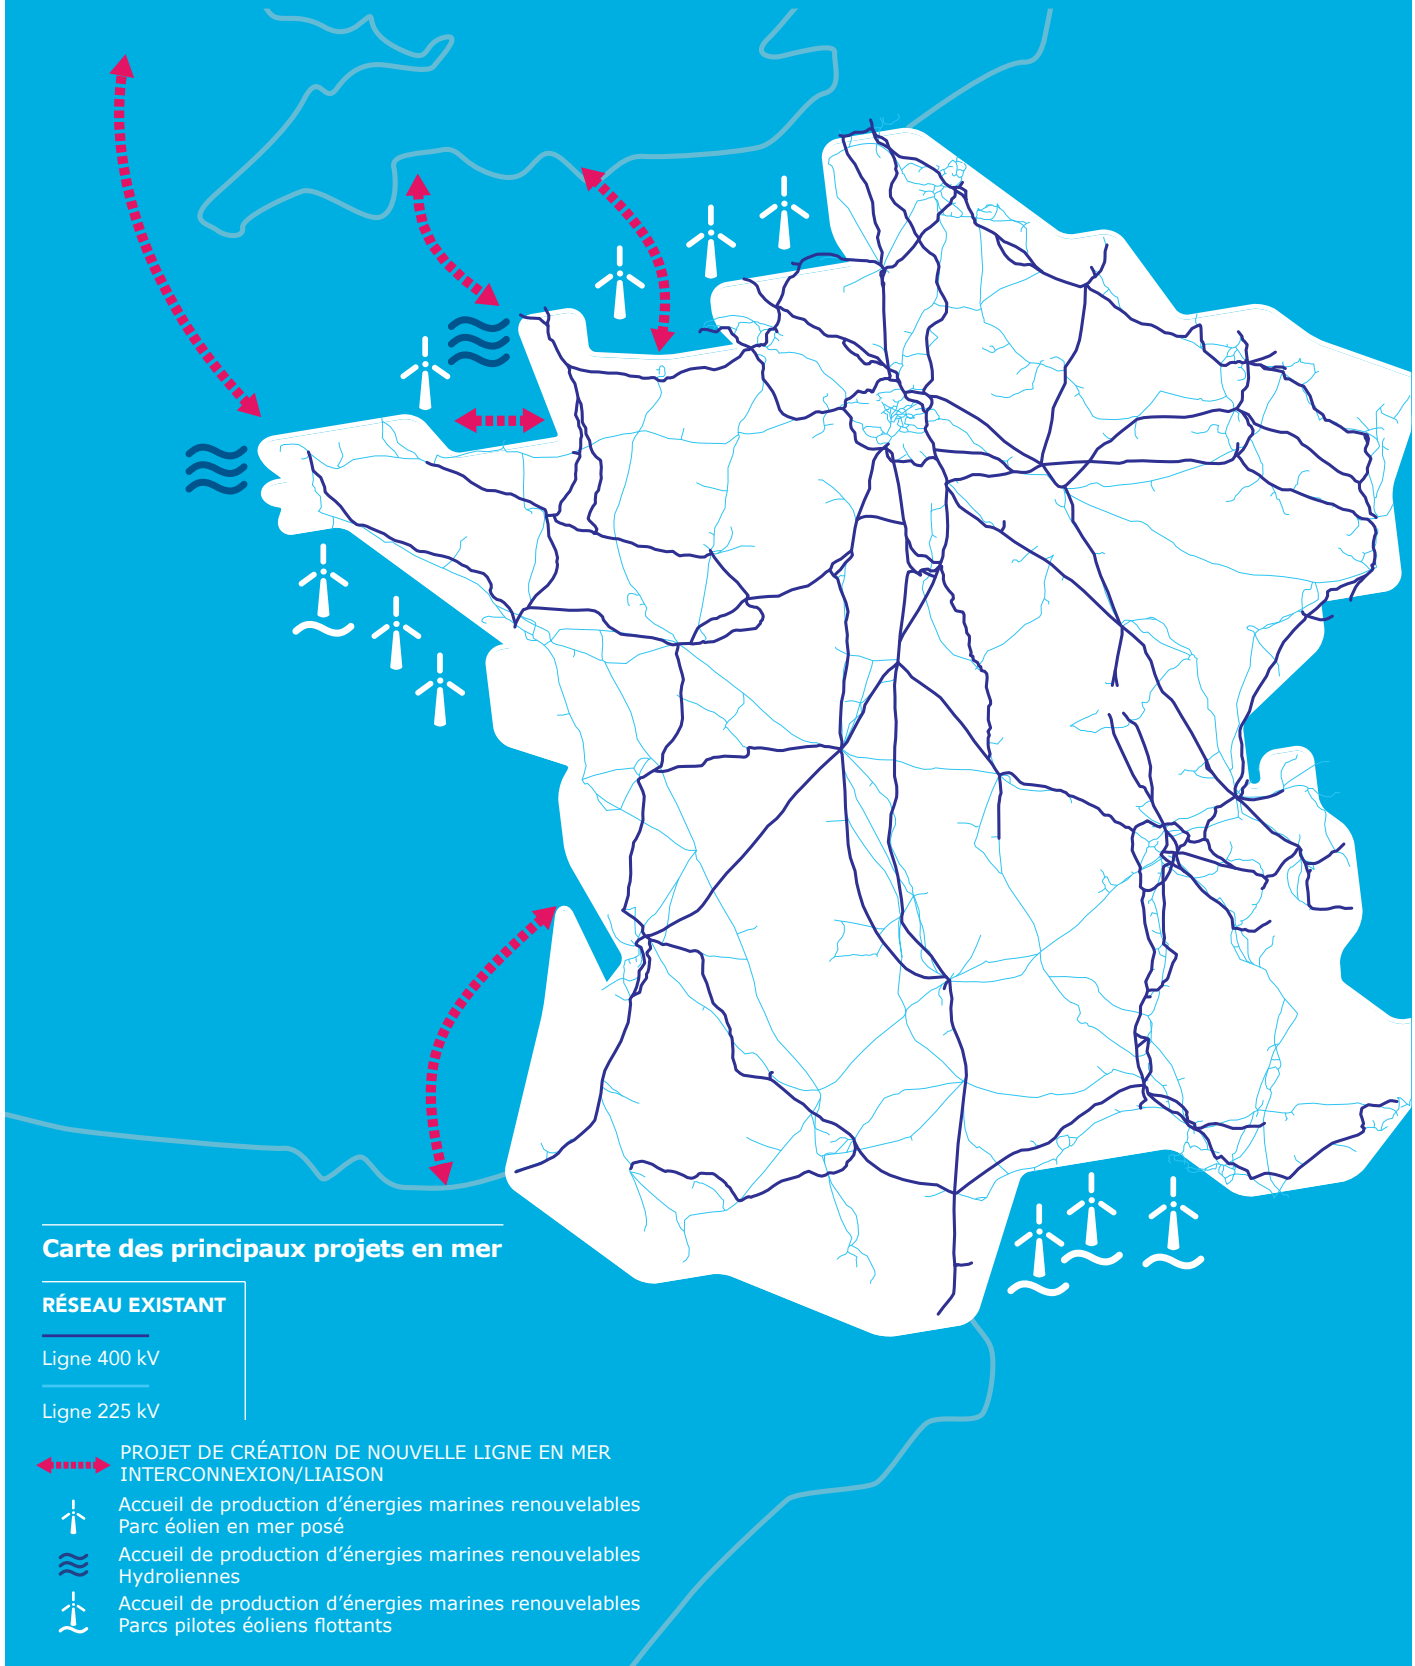 Carte des principaux projets en mer
RÉSEAU EXISTANT
Ligne 400 kV
Ligne 225 kV
PROJET DE CRÉATION DE NOUVELLE LIGNE EN MER
INTERCONNEXION/LIAISON
Accueil de production d’énergies marines renouvelables
Parc éolien en mer posé
Accueil de production d’énergies marines renouvelables
Hydroliennes
Accueil de production d’énergies marines renouvelables
Parcs pilotes éoliens flottants